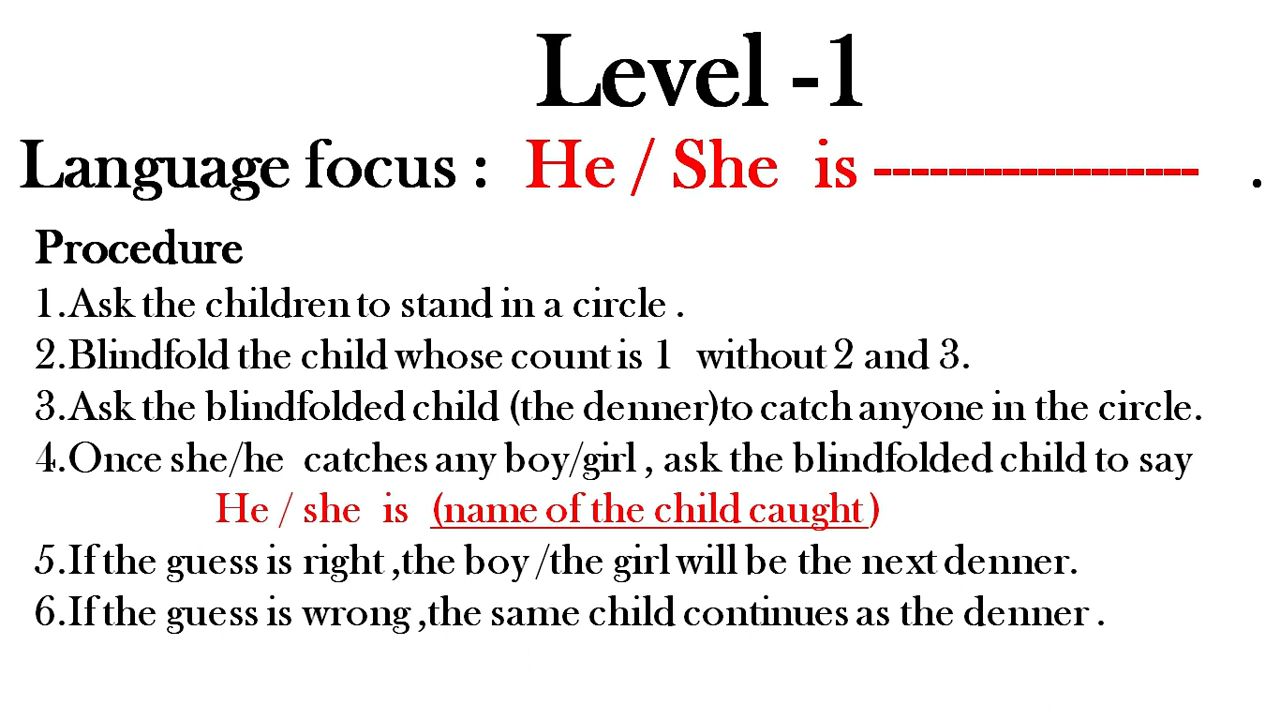 Level -1
Language focus : He / She is ------------------ .
Procedure
1.Ask the children to stand in a circle .
2.Blindfold the child whose count is 1 without 2 and 3.
3.Ask the blindfolded child (the denner)to catch anyone in the circle.
4.Once she/he catches any boy/girl , ask the blindfolded child to say
He / she is (name of the child caught)
5.If the guess is right ,the boy /the girl will be the next denner.
6.If the guess is wrong ,the same child continues as the denner .